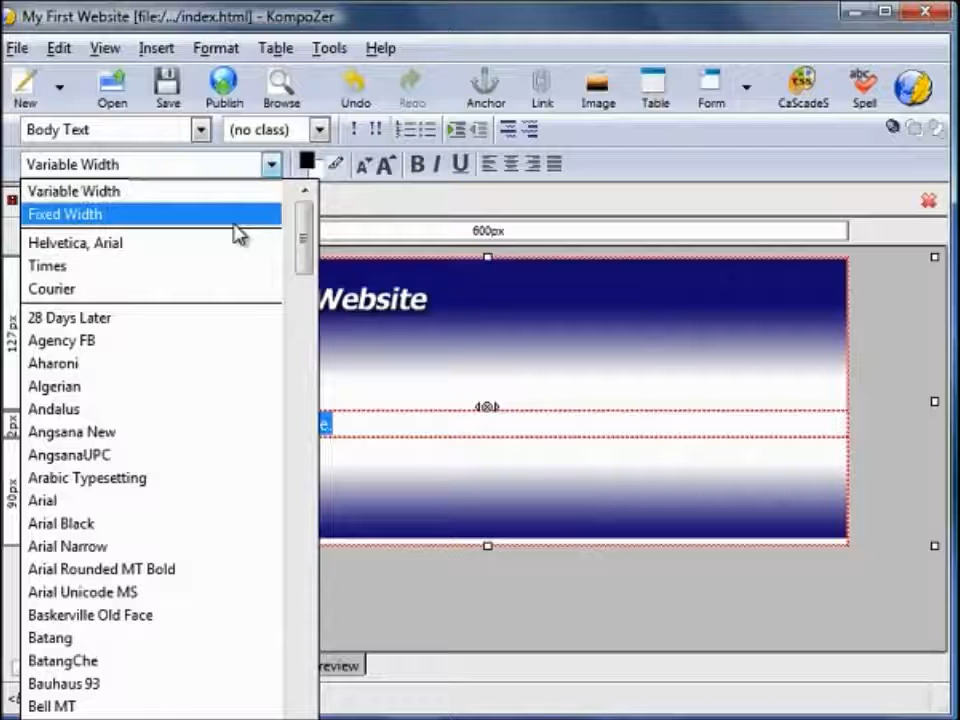 My First Website [file:/.../index.html] - KompoZer
File Edit View Insert Format Table Tools Help
New Open Save Publish Browse Undo Redo Anchor Link Image Table Form CaScadeS Spell
Body Text (no class) ! !!
Variable Width B I U
Variable Width
Fixed Width
600px
Helvetica, Arial
Times
Courier
Website
28 Days Later
Agency FB
127px
Aharoni
Algerian
Andalus
e.
2px
Angsana New
AngsanaUPC
Arabic Typesetting
90px
Arial
Arial Black
Arial Narrow
Arial Rounded MT Bold
Arial Unicode MS
Baskerville Old Face
Batang
BatangChe
review
Bauhaus 93
Bell MT